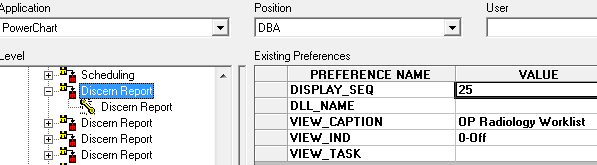 Application Position User
PowerChart DBA
Level Existing Preferences
Scheduling
Discern Report
Discern Report
Discern Report
Discern Report
Discern Report
PREFERENCE NAME VALUE
DISPLAY_SEQ 25
DLL_NAME
VIEW_CAPTION OP Radiology Worklist
VIEW_IND 0-Off
VIEW_TASK